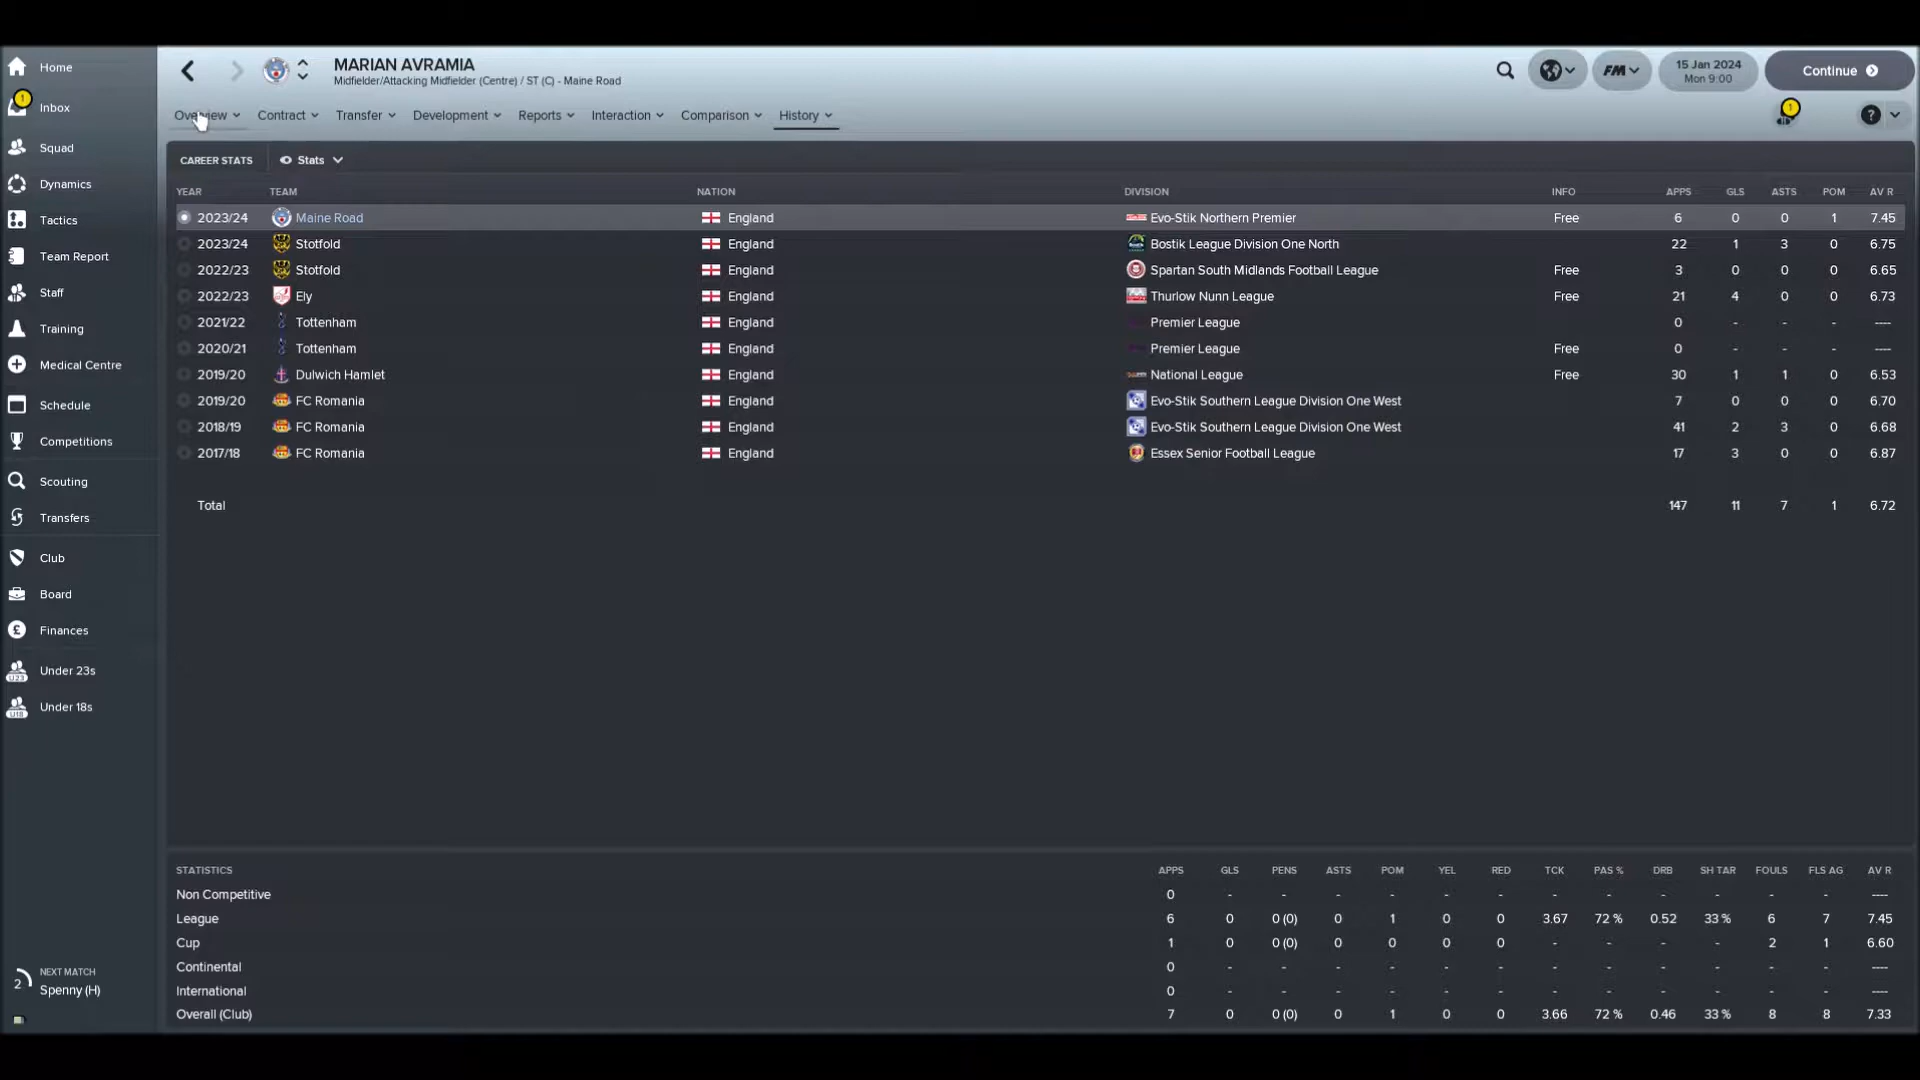 Home
Inbox
1
Squad
Dynamics
Tactics
Team Report
Staff
Training
Medical Centre
Schedule
Competitions
Scouting
Transfers
Club
Board
Finances
Under 23s
Under 18s
2 NEXT MATCH
Spenny (H)
MARIAN AVRAMIA
Midfielder/Attacking Midfielder (Centre) / ST (C) - Maine Road
FM
15 Jan 2024
Mon 9:00
Continue
Overview Contract Transfer Development Reports Interaction Comparison History
1
?
CAREER STATS Stats
YEAR TEAM NATION DIVISION INFO APPS GLS ASTS POM AV R
2023/24 Maine Road England Evo-Stik Northern Premier Free 6 0 0 1 7.45
2023/24 Stotfold England Bostik League Division One North 22 1 3 0 6.75
2022/23 Stotfold England Spartan South Midlands Football League Free 3 0 0 0 6.65
2022/23 Ely England Thurlow Nunn League Free 21 4 0 0 6.73
2021/22 Tottenham England Premier League 0 - - - ----
2020/21 Tottenham England Premier League Free 0 - - - ----
2019/20 Dulwich Hamlet England National League Free 30 1 1 0 6.53
2019/20 FC Romania England Evo-Stik Southern League Division One West 7 0 0 0 6.70
2018/19 FC Romania England Evo-Stik Southern League Division One West 41 2 3 0 6.68
2017/18 FC Romania England Essex Senior Football League 17 3 0 0 6.87
Total 147 11 7 1 6.72
STATISTICS APPS GLS PENS ASTS POM YEL RED TCK PAS % DRB SH TAR FOULS FLS AG AV R
Non Competitive 0 - - - - - - - - - - - - ----
League 6 0 0 (0) 0 1 0 0 3.67 72 % 0.52 33 % 6 7 7.45
Cup 1 0 0 (0) 0 0 0 0 - - - - 2 1 6.60
Continental 0 - - - - - - - - - - - - ----
International 0 - - - - - - - - - - - - ----
Overall (Club) 7 0 0 (0) 0 1 0 0 3.66 72 % 0.46 33 % 8 8 7.33